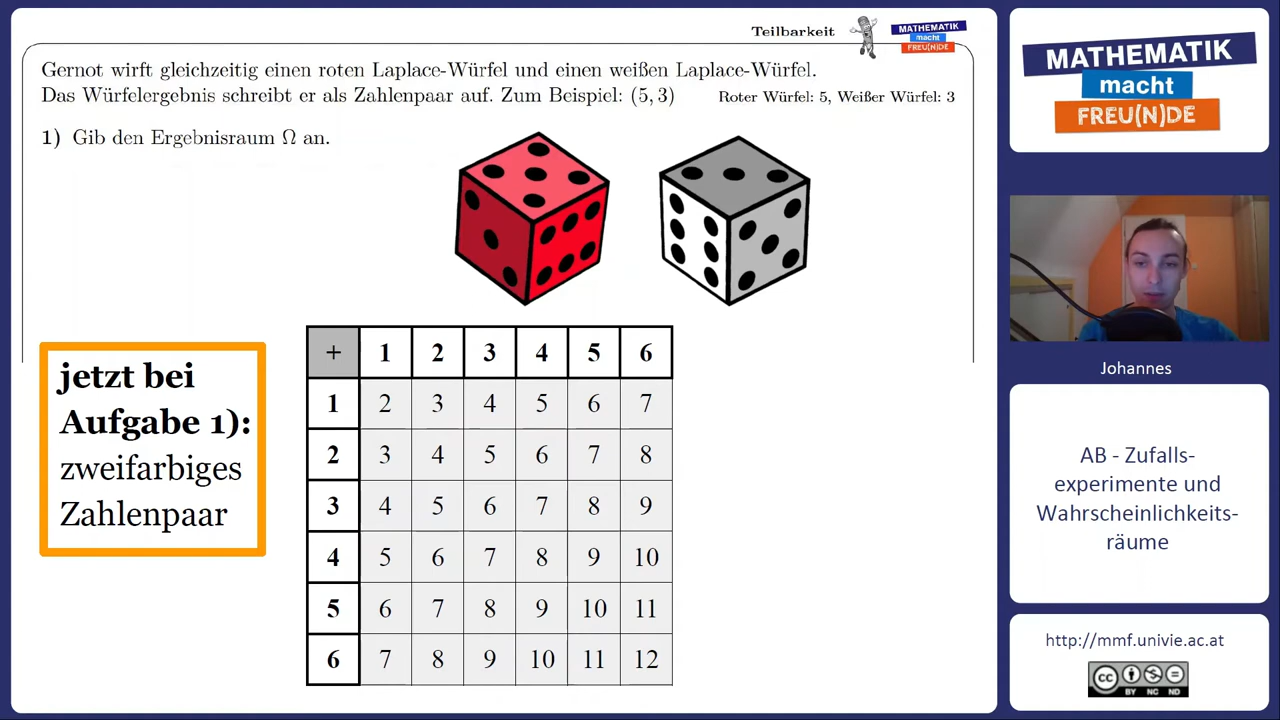 Teilbarkeit
MATHEMATIK
macht
FREU(N)DE
Gernot wirft gleichzeitig einen roten Laplace-Würfel und einen weißen Laplace-Würfel.
Das Würfelergebnis schreibt er als Zahlenpaar auf. Zum Beispiel: (5, 3) Roter Würfel: 5, Weißer Würfel: 3
1) Gib den Ergebnisraum Ω an.
jetzt bei
Aufgabe 1):
zweifarbiges
Zahlenpaar
+ 1 2 3 4 5 6
1 2 3 4 5 6 7
2 3 4 5 6 7 8
3 4 5 6 7 8 9
4 5 6 7 8 9 10
5 6 7 8 9 10 11
6 7 8 9 10 11 12
MATHEMATIK
macht
FREU(N)DE
Johannes
AB - Zufalls-
experimente und
Wahrscheinlichkeits-
räume
http://mmf.univie.ac.at
cc
BY NC ND